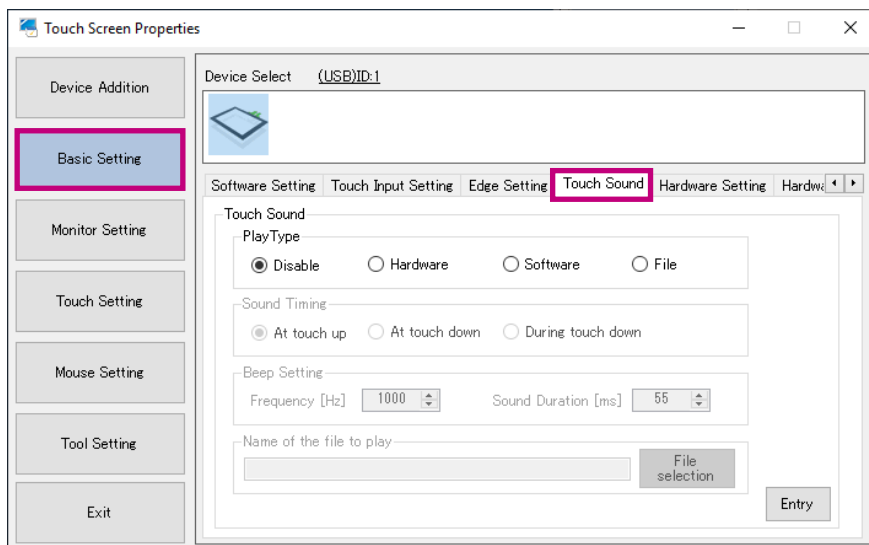 Touch Screen Properties
Device Addition
Basic Setting
Monitor Setting
Touch Setting
Mouse Setting
Tool Setting
Exit
Device Select (USB)ID:1
Software Setting Touch Input Setting Edge Setting Touch Sound Hardware Setting Hardwa
Touch Sound
PlayType
Disable Hardware Software File
Sound Timing
At touch up At touch down During touch down
Beep Setting
Frequency [Hz] 1000 Sound Duration [ms] 55
Name of the file to play
File
selection
Entry